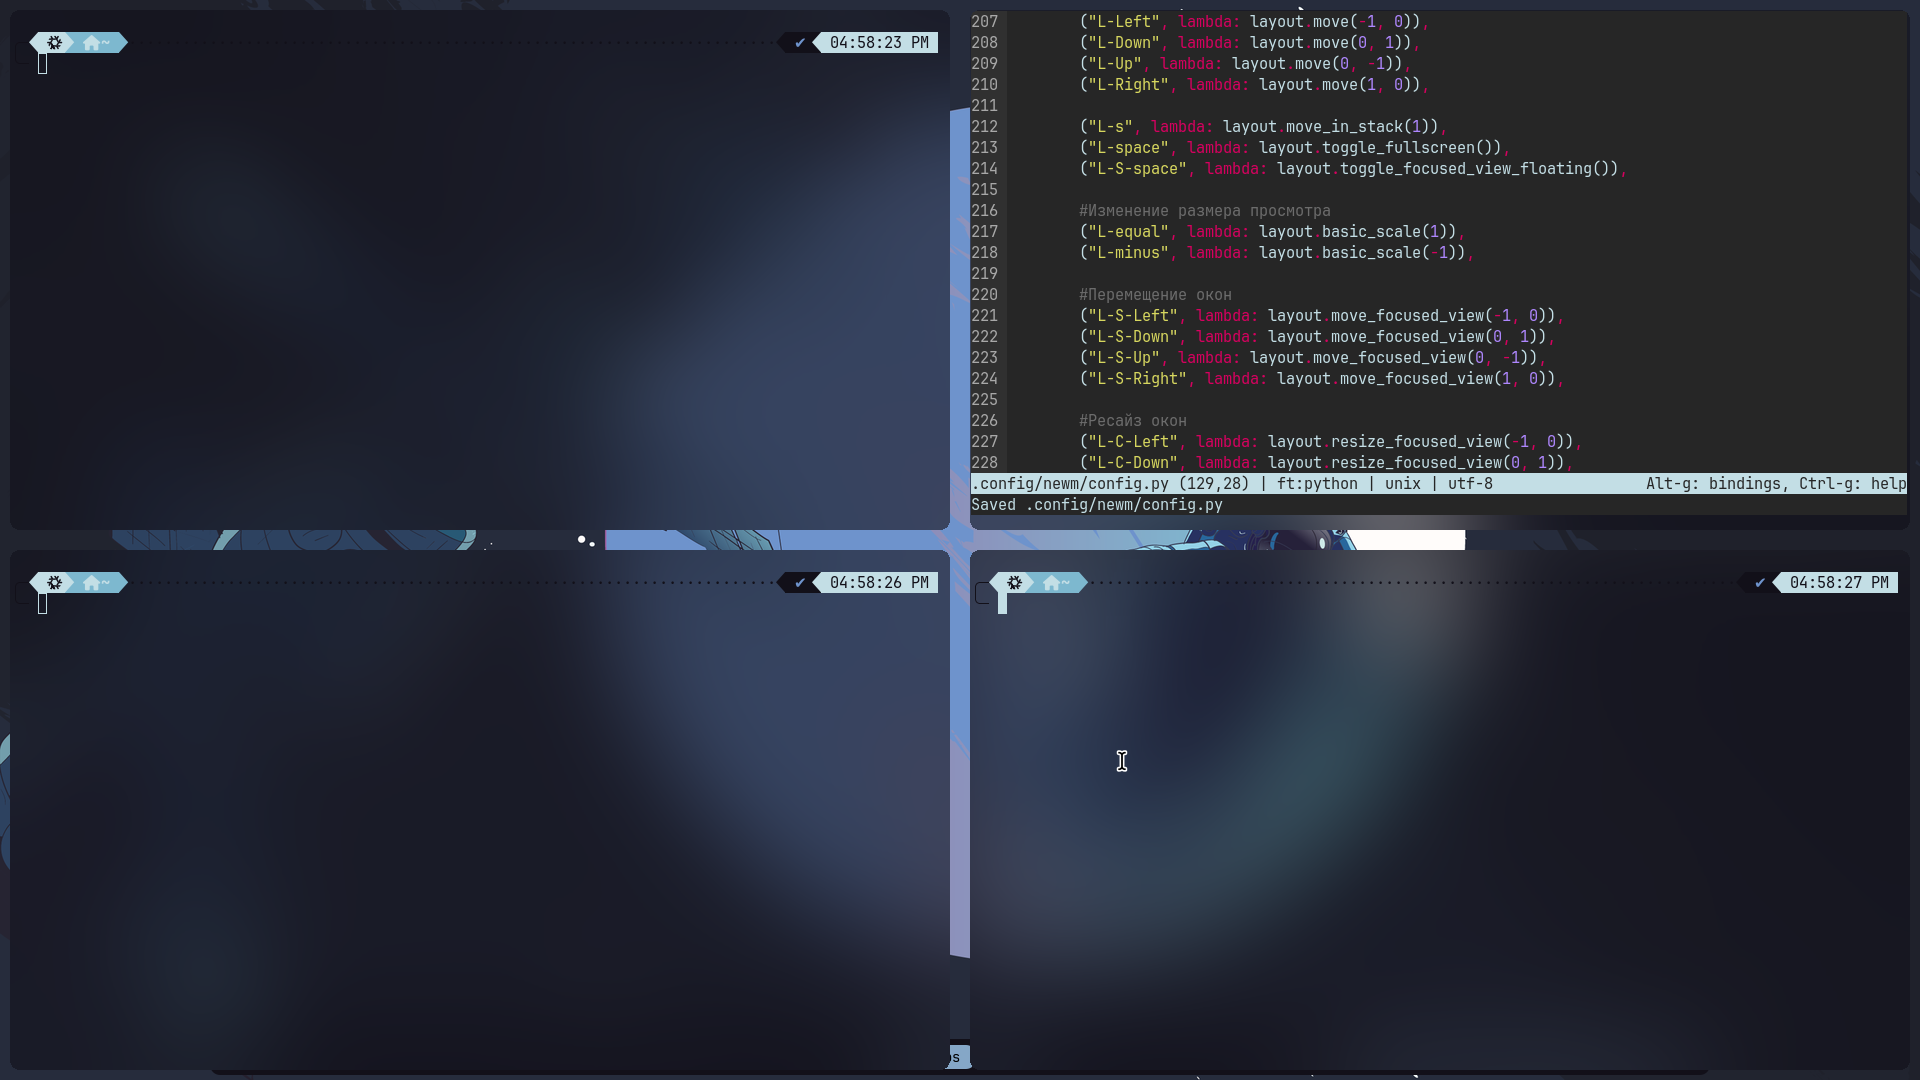 ~ ✔ 04:58:23 PM
207 ("L-Left", lambda: layout.move(-1, 0)),
208 ("L-Down", lambda: layout.move(0, 1)),
209 ("L-Up", lambda: layout.move(0, -1)),
210 ("L-Right", lambda: layout.move(1, 0)),
211
212 ("L-s", lambda: layout.move_in_stack(1)),
213 ("L-space", lambda: layout.toggle_fullscreen()),
214 ("L-S-space", lambda: layout.toggle_focused_view_floating()),
215
216 #Изменение размера просмотра
217 ("L-equal", lambda: layout.basic_scale(1)),
218 ("L-minus", lambda: layout.basic_scale(-1)),
219
220 #Перемещение окон
221 ("L-S-Left", lambda: layout.move_focused_view(-1, 0)),
222 ("L-S-Down", lambda: layout.move_focused_view(0, 1)),
223 ("L-S-Up", lambda: layout.move_focused_view(0, -1)),
224 ("L-S-Right", lambda: layout.move_focused_view(1, 0)),
225
226 #Ресайз окон
227 ("L-C-Left", lambda: layout.resize_focused_view(-1, 0)),
228 ("L-C-Down", lambda: layout.resize_focused_view(0, 1)),
.config/newm/config.py (129,28) | ft:python | unix | utf-8 Alt-g: bindings, Ctrl-g: help
Saved .config/newm/config.py
~ ✔ 04:58:26 PM
~ ✔ 04:58:27 PM